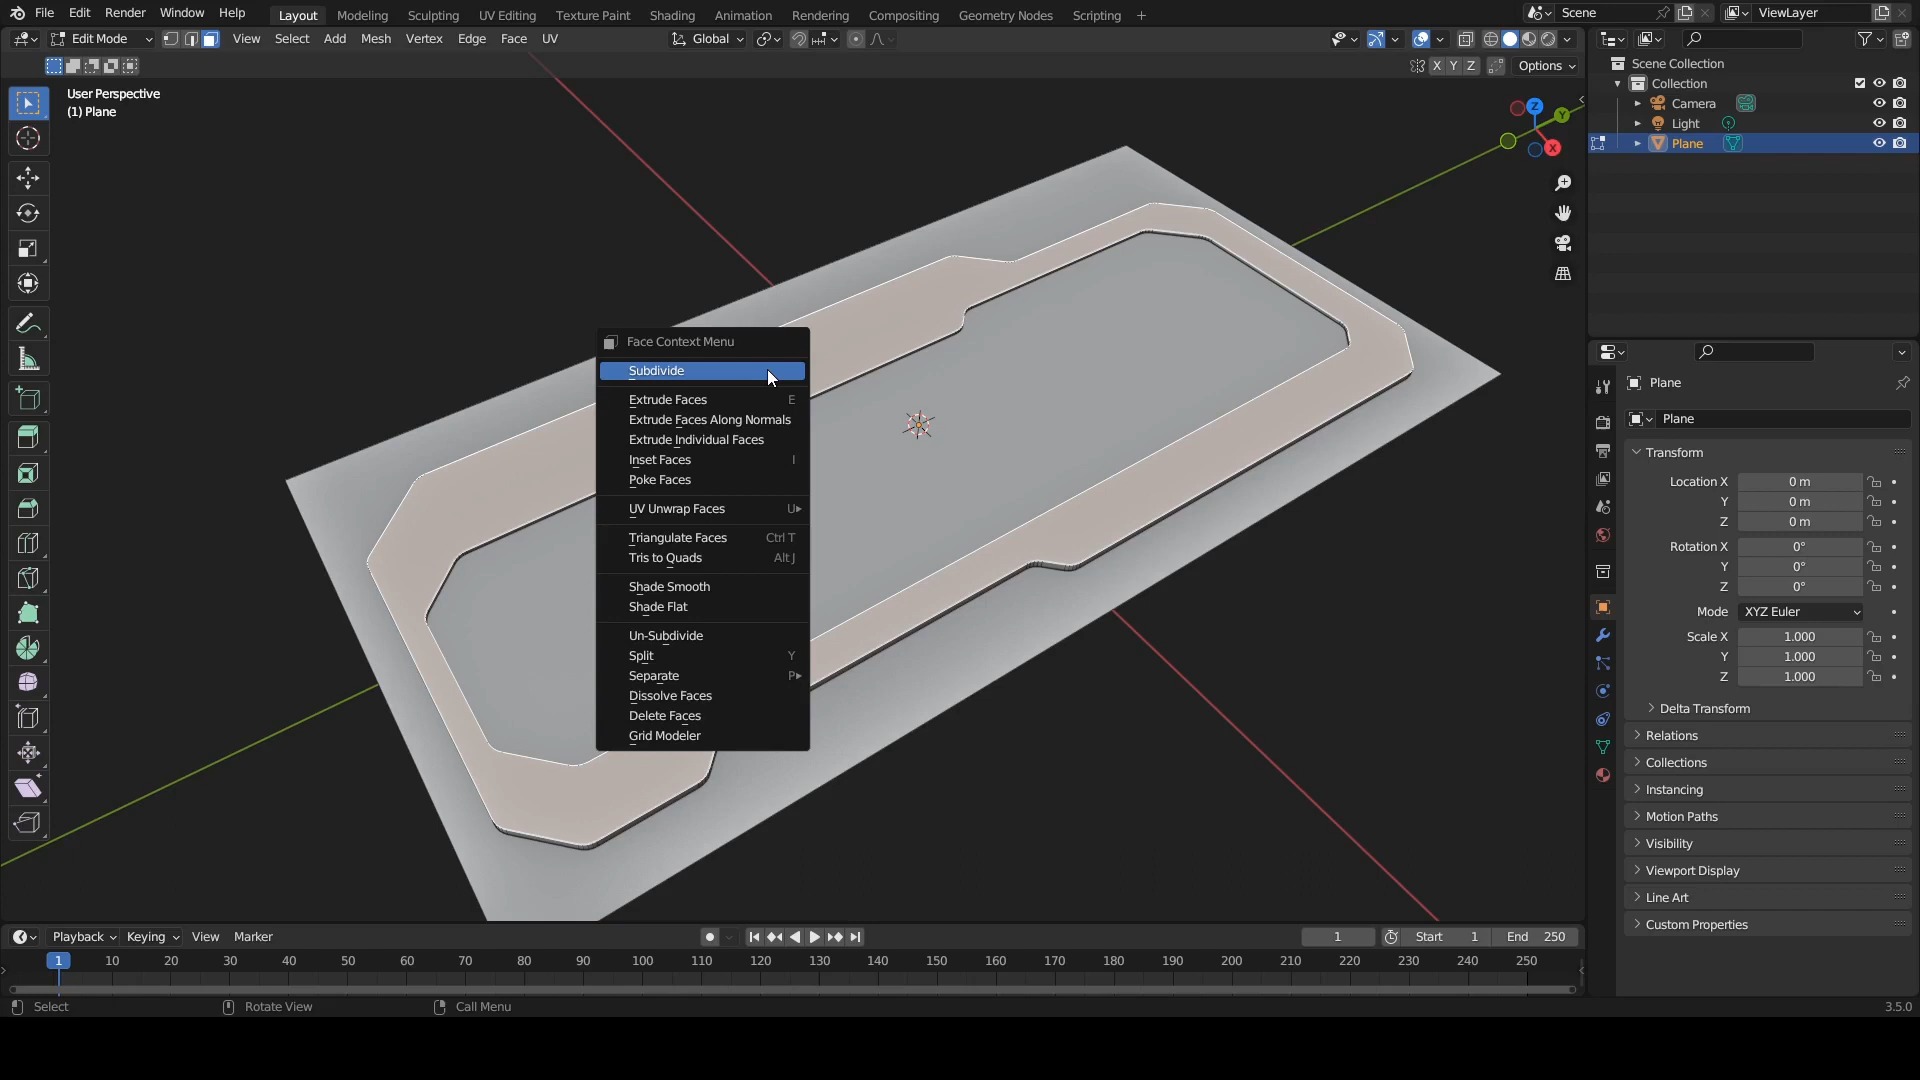 File Edit Render Window Help Layout Modeling Sculpting UV Editing Texture Paint Shading Animation Rendering Compositing Geometry Nodes Scripting + Scene ViewLayer
Edit Mode View Select Add Mesh Vertex Edge Face UV Global
X Y Z Options
User Perspective
(1) Plane
Z
Y
X
Scene Collection
Collection
Camera
Light
Plane
Face Context Menu
Subdivide
Extrude Faces E
Extrude Faces Along Normals
Extrude Individual Faces
Inset Faces I
Poke Faces
UV Unwrap Faces U
Triangulate Faces Ctrl T
Tris to Quads Alt J
Shade Smooth
Shade Flat
Un-Subdivide
Split Y
Separate P
Dissolve Faces
Delete Faces
Grid Modeler
Plane
Plane
Transform
Location X 0 m
Y 0 m
Z 0 m
Rotation X 0°
Y 0°
Z 0°
Mode XYZ Euler
Scale X 1.000
Y 1.000
Z 1.000
Delta Transform
Relations
Collections
Instancing
Motion Paths
Visibility
Viewport Display
Line Art
Custom Properties
Playback Keying View Marker 1 Start 1 End 250
1 10 20 30 40 50 60 70 80 90 100 110 120 130 140 150 160 170 180 190 200 210 220 230 240 250
Select Rotate View Call Menu 3.5.0